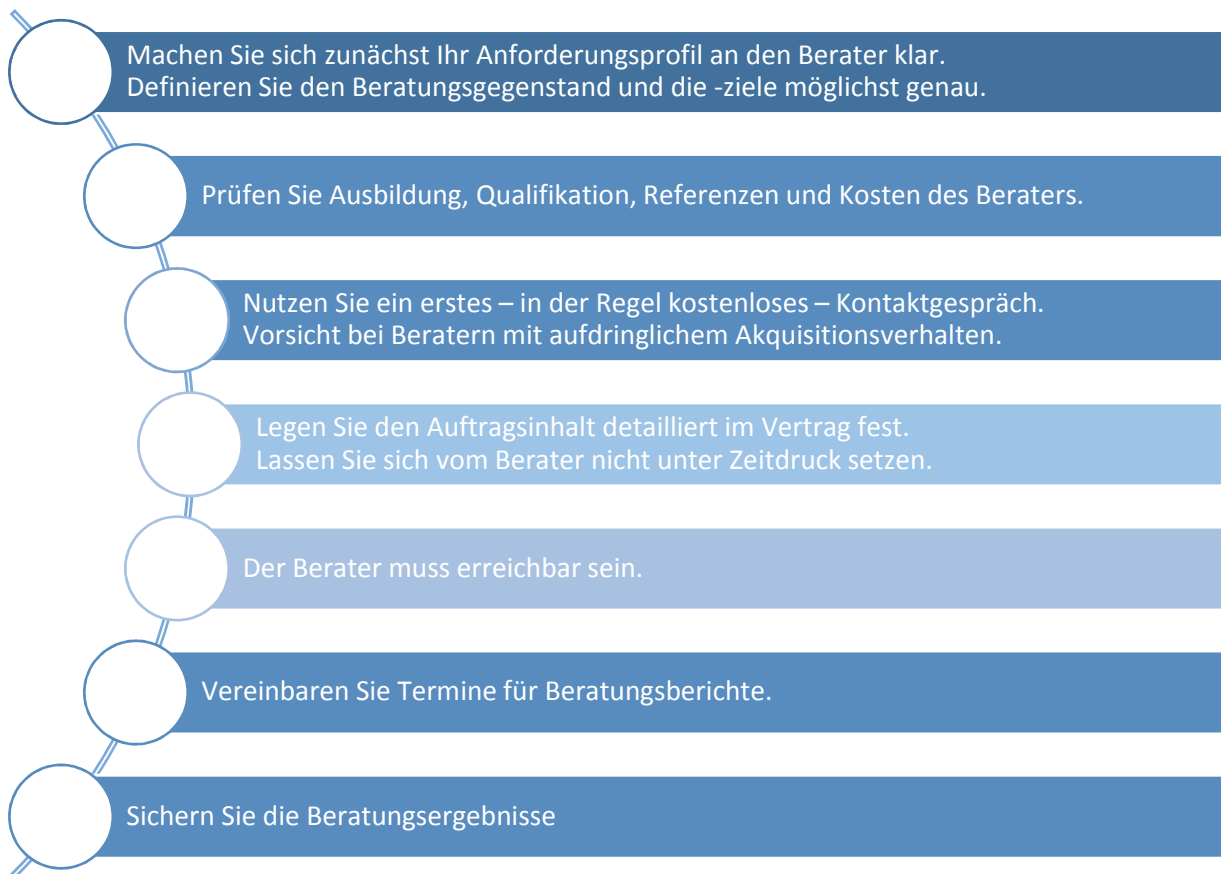 Machen Sie sich zunächst Ihr Anforderungsprofil an den Berater klar.
Definieren Sie den Beratungsgegenstand und die -ziele möglichst genau.
Prüfen Sie Ausbildung, Qualifikation, Referenzen und Kosten des Beraters.
Nutzen Sie ein erstes – in der Regel kostenloses – Kontaktgespräch.
Vorsicht bei Beratern mit aufdringlichem Akquisitionsverhalten.
Legen Sie den Auftragsinhalt detailliert im Vertrag fest.
Lassen Sie sich vom Berater nicht unter Zeitdruck setzen.
Der Berater muss erreichbar sein.
Vereinbaren Sie Termine für Beratungsberichte.
Sichern Sie die Beratungsergebnisse